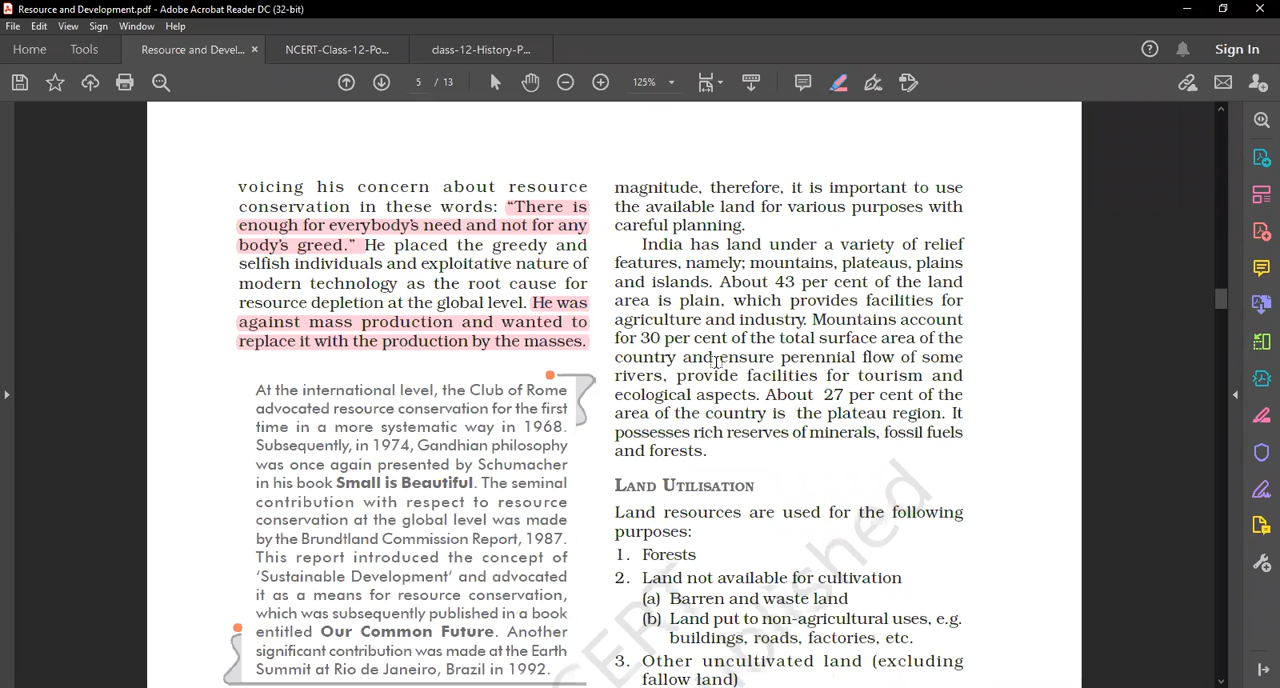 Resource and Development.pdf - Adobe Acrobat Reader DC (32-bit)
File Edit View Sign Window Help
Home Tools Resource and Devel... × NCERT-Class-12-Po... class-12-History-P... Sign In
5 / 13 125%
voicing his concern about resource
conservation in these words: “There is
enough for everybody’s need and not for any
body’s greed.” He placed the greedy and
selfish individuals and exploitative nature of
modern technology as the root cause for
resource depletion at the global level. He was
against mass production and wanted to
replace it with the production by the masses.
At the international level, the Club of Rome
advocated resource conservation for the first
time in a more systematic way in 1968.
Subsequently, in 1974, Gandhian philosophy
was once again presented by Schumacher
in his book Small is Beautiful. The seminal
contribution with respect to resource
conservation at the global level was made
by the Brundtland Commission Report, 1987.
This report introduced the concept of
‘Sustainable Development’ and advocated
it as a means for resource conservation,
which was subsequently published in a book
entitled Our Common Future. Another
significant contribution was made at the Earth
Summit at Rio de Janeiro, Brazil in 1992.
magnitude, therefore, it is important to use
the available land for various purposes with
careful planning.
India has land under a variety of relief
features, namely; mountains, plateaus, plains
and islands. About 43 per cent of the land
area is plain, which provides facilities for
agriculture and industry. Mountains account
for 30 per cent of the total surface area of the
country and ensure perennial flow of some
rivers, provide facilities for tourism and
ecological aspects. About 27 per cent of the
area of the country is the plateau region. It
possesses rich reserves of minerals, fossil fuels
and forests.
LAND UTILISATION
Land resources are used for the following
purposes:
1. Forests
2. Land not available for cultivation
(a) Barren and waste land
(b) Land put to non-agricultural uses, e.g.
buildings, roads, factories, etc.
3. Other uncultivated land (excluding
fallow land)
NCERT
published